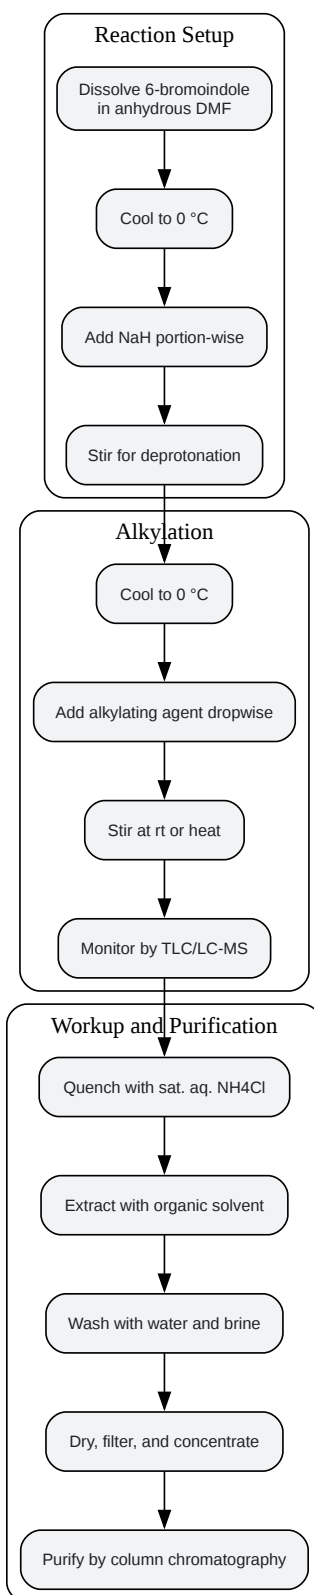 Reaction Setup
Dissolve 6-bromoindole
in anhydrous DMF
Cool to 0 °C
Add NaH portion-wise
Stir for deprotonation
Alkylation
Cool to 0 °C
Add alkylating agent dropwise
Stir at rt or heat
Monitor by TLC/LC-MS
Workup and Purification
Quench with sat. aq. NH4Cl
Extract with organic solvent
Wash with water and brine
Dry, filter, and concentrate
Purify by column chromatography